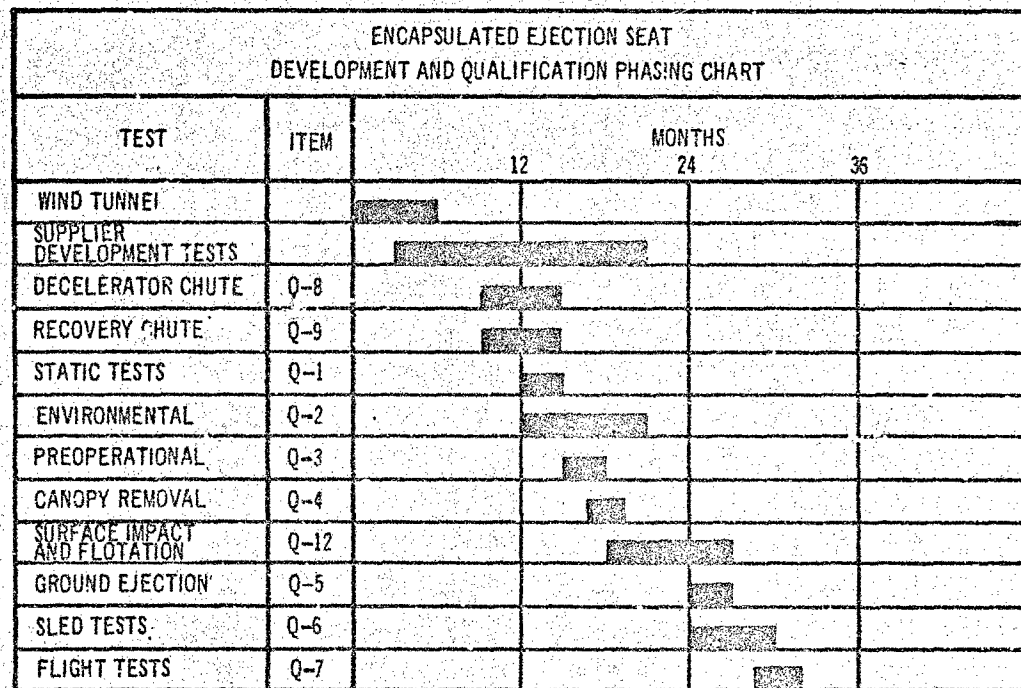 ENCAPSULATED EJECTION SEAT
DEVELOPMENT AND QUALIFICATION PHASING CHART
TEST ITEM MONTHS
12 24 36
WIND TUNNEL
SUPPLIER
DEVELOPMENT TESTS
DECELERATOR CHUTE Q-8
RECOVERY CHUTE Q-9
STATIC TESTS Q-1
ENVIRONMENTAL Q-2
PREOPERATIONAL Q-3
CANOPY REMOVAL Q-4
SURFACE IMPACT
AND FLOTATION Q-12
GROUND EJECTION Q-5
SLED TESTS Q-6
FLIGHT TESTS Q-7